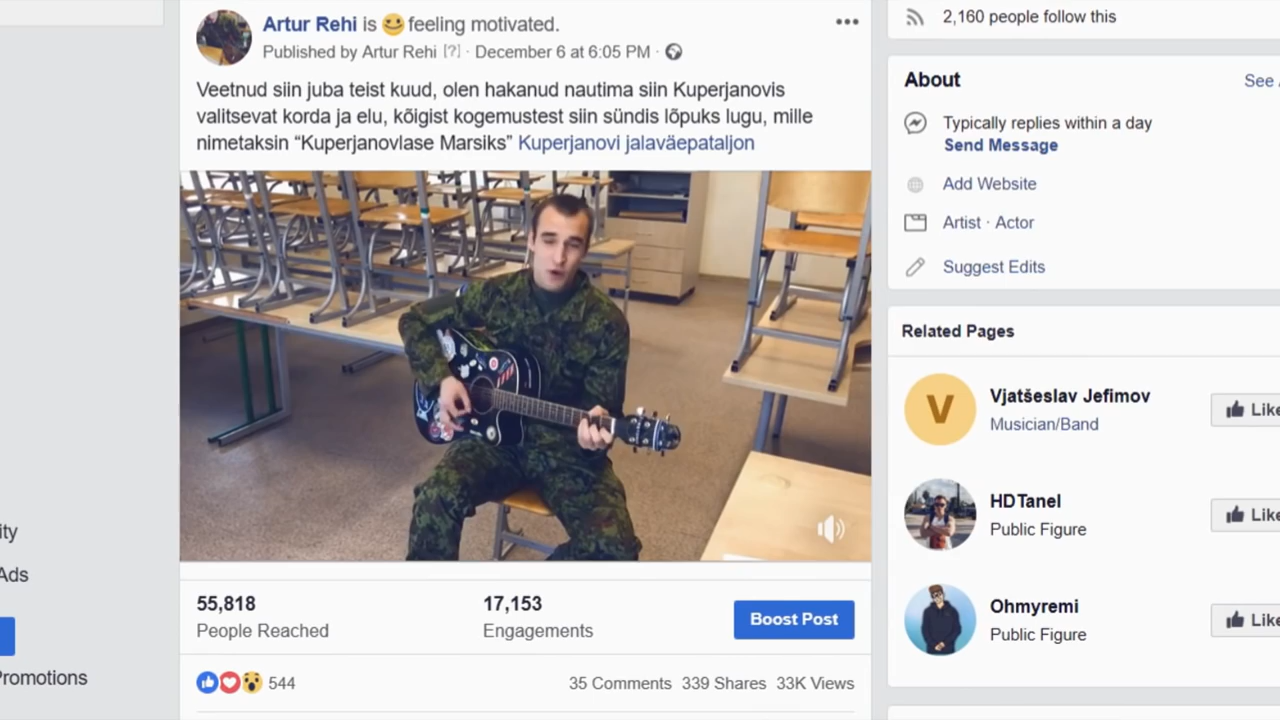 Artur Rehi is feeling motivated.
Published by Artur Rehi [?] · December 6 at 6:05 PM ·
Veetnud siin juba teist kuud, olen hakanud nautima siin Kuperjanovis
valitsevat korda ja elu, kõigist kogemustest siin sündis lõpuks lugu, mille
nimetaksin “Kuperjanovlase Marsiks” Kuperjanovi jalaväepataljon
55,818
People Reached
17,153
Engagements
Boost Post
544
35 Comments 339 Shares 33K Views
2,160 people follow this
About
See
Typically replies within a day
Send Message
Add Website
Artist · Actor
Suggest Edits
Related Pages
V
Vjatšeslav Jefimov
Musician/Band
Like
HDTanel
Public Figure
Like
Ohmyremi
Public Figure
Like
ity
Ads
Promotions